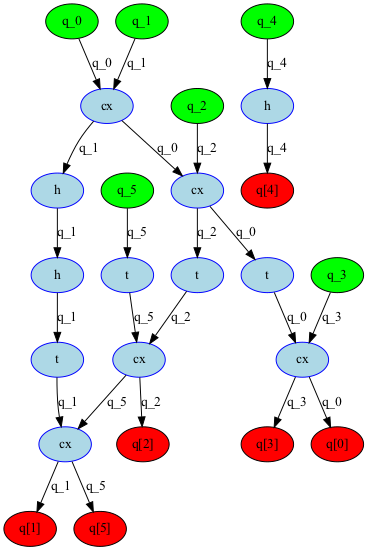 q_0 q_1 q_4
q_0 q_1 q_4
cx q_2 h
q_1 q_0 q_2 q_4
h q_5 cx q[4]
q_1 q_5 q_2 q_0
h t t t q_3
q_1 q_5 q_2 q_0 q_3
t cx cx
q_1 q_5 q_2 q_3 q_0
cx q[2] q[3] q[0]
q_1 q_5
q[1] q[5]